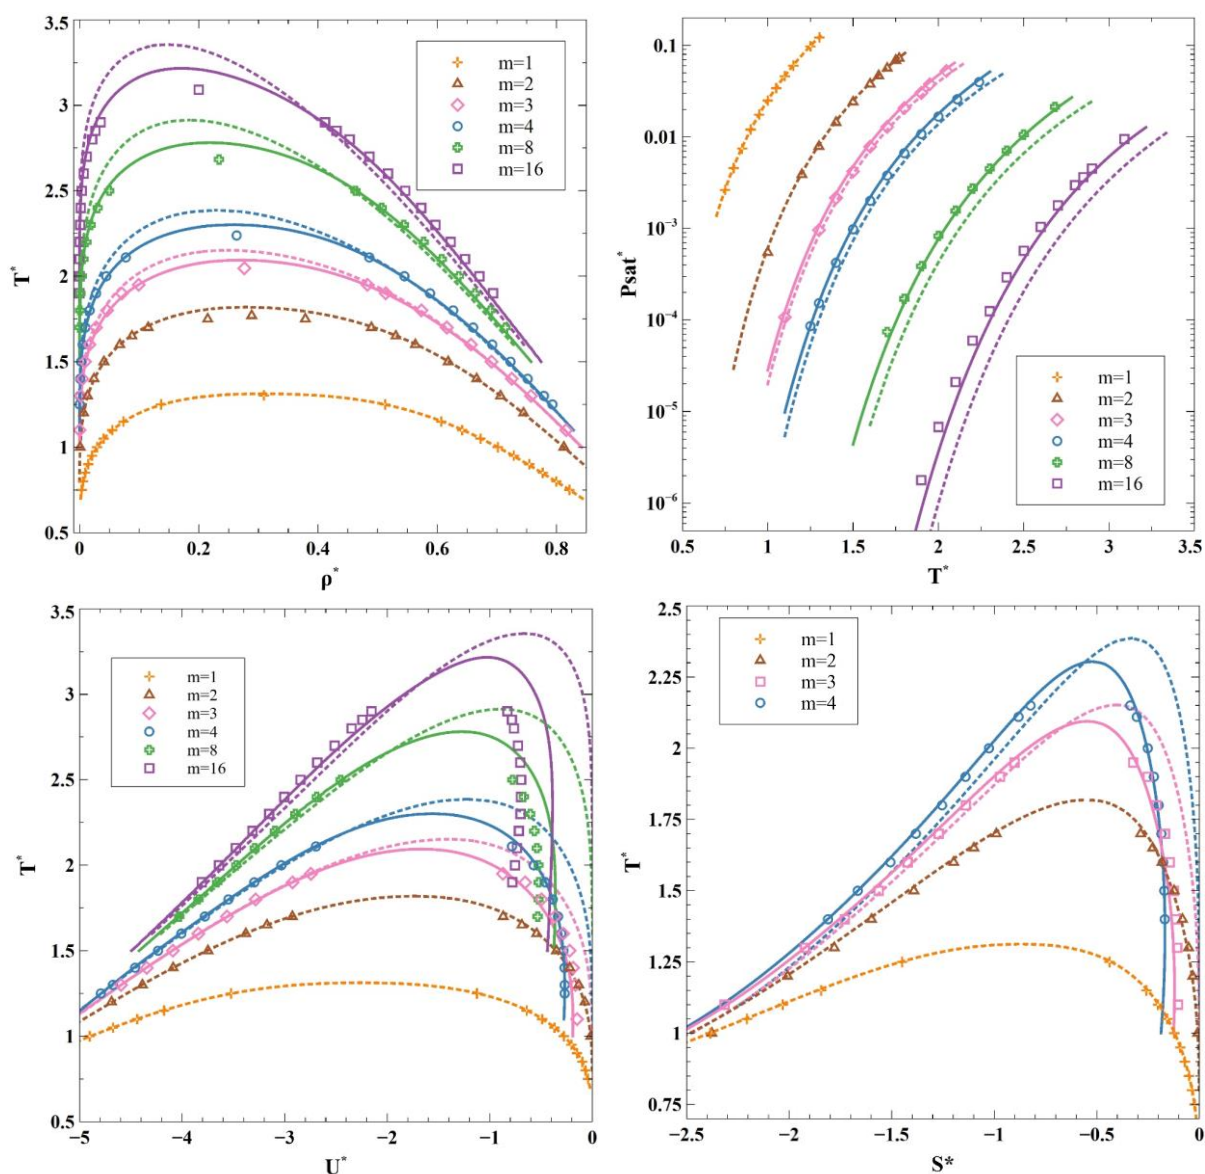 3.5
3
2.5
2
1.5
1
0.5
T*
0
0.2
0.4
0.6
0.8
ρ*
m=1
m=2
m=3
m=4
m=8
m=16
0.1
0.01
10⁻³
10⁻⁴
10⁻⁵
10⁻⁶
Psat*
0.5
1
1.5
2
2.5
3
3.5
T*
m=1
m=2
m=3
m=4
m=8
m=16
3.5
3
2.5
2
1.5
1
0.5
T*
−5
−4
−3
−2
−1
0
U*
m=1
m=2
m=3
m=4
m=8
m=16
2.5
2.25
2
1.75
1.5
1.25
1
0.75
T*
−2.5
−2
−1.5
−1
−0.5
0
S*
m=1
m=2
m=3
m=4